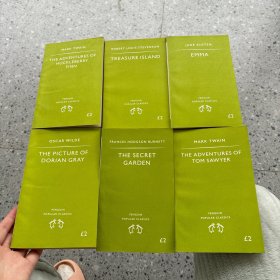 MARK TWAIN
THE ADVENTURES OF
HUCKLEBERRY
FINN
PENGUIN
POPULAR CLASSICS
£2
ROBERT LOUIS STEVENSON
TREASURE ISLAND
PENGUIN
POPULAR CLASSICS
£2
JANE AUSTEN
EMMA
PENGUIN
POPULAR CLASSICS
£2
OSCAR WILDE
THE PICTURE OF
DORIAN GRAY
PENGUIN
POPULAR CLASSICS
£2
FRANCES HODGSON BURNETT
THE SECRET
GARDEN
PENGUIN
POPULAR CLASSICS
£2
MARK TWAIN
THE ADVENTURES OF
TOM SAWYER
PENGUIN
POPULAR CLASSICS
£2